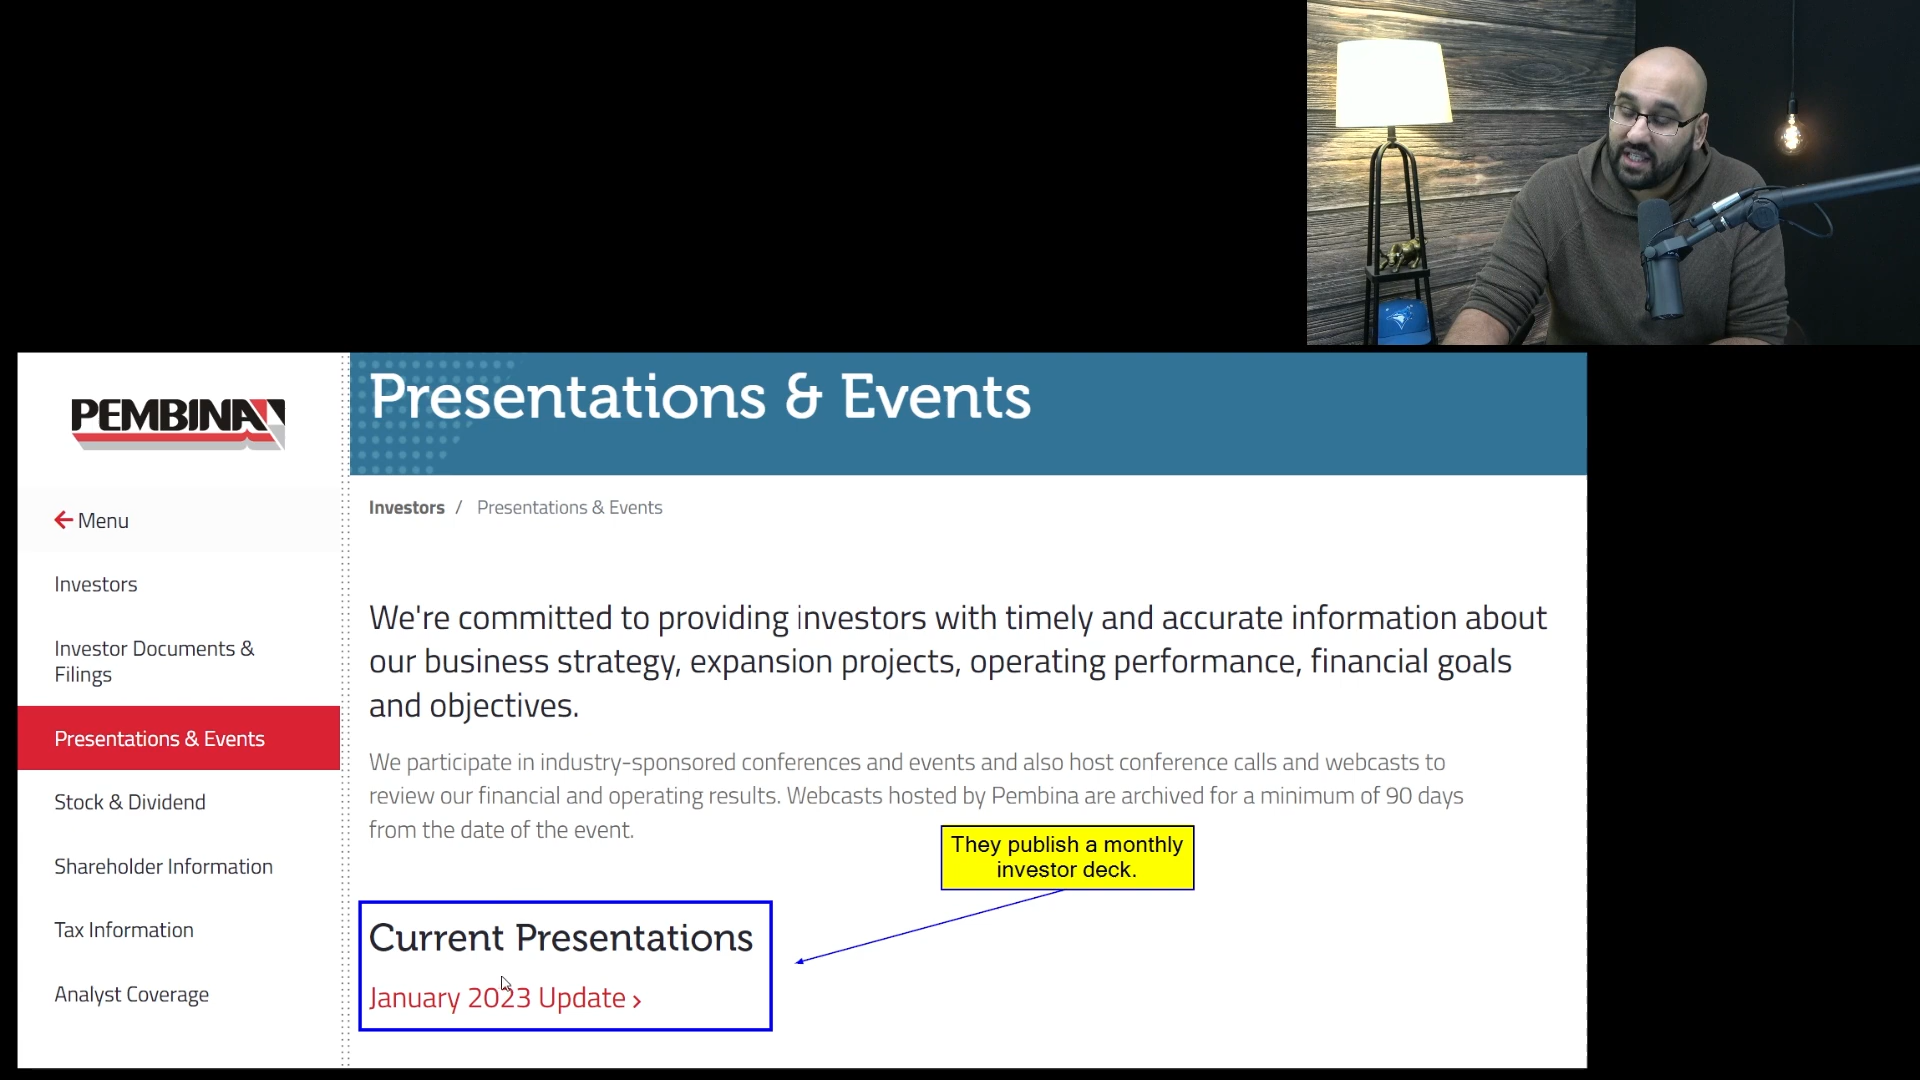 PEMBINA
Menu
Investors
Investor Documents &
Filings
Presentations & Events
Stock & Dividend
Shareholder Information
Tax Information
Analyst Coverage
Presentations & Events
Investors / Presentations & Events
We're committed to providing investors with timely and accurate information about
our business strategy, expansion projects, operating performance, financial goals
and objectives.
We participate in industry-sponsored conferences and events and also host conference calls and webcasts to
review our financial and operating results. Webcasts hosted by Pembina are archived for a minimum of 90 days
from the date of the event.
They publish a monthly
investor deck.
Current Presentations
January 2023 Update ›